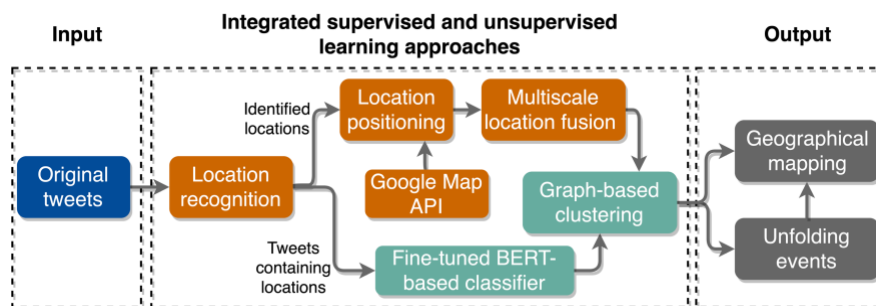 Input
Integrated supervised and unsupervised
learning approaches
Output
Identified
locations
Location
positioning
Multiscale
location fusion
Geographical
mapping
Original
tweets
Location
recognition
Google Map
API
Graph-based
clustering
Tweets
containing
locations
Fine-tuned BERT-
based classifier
Unfolding
events